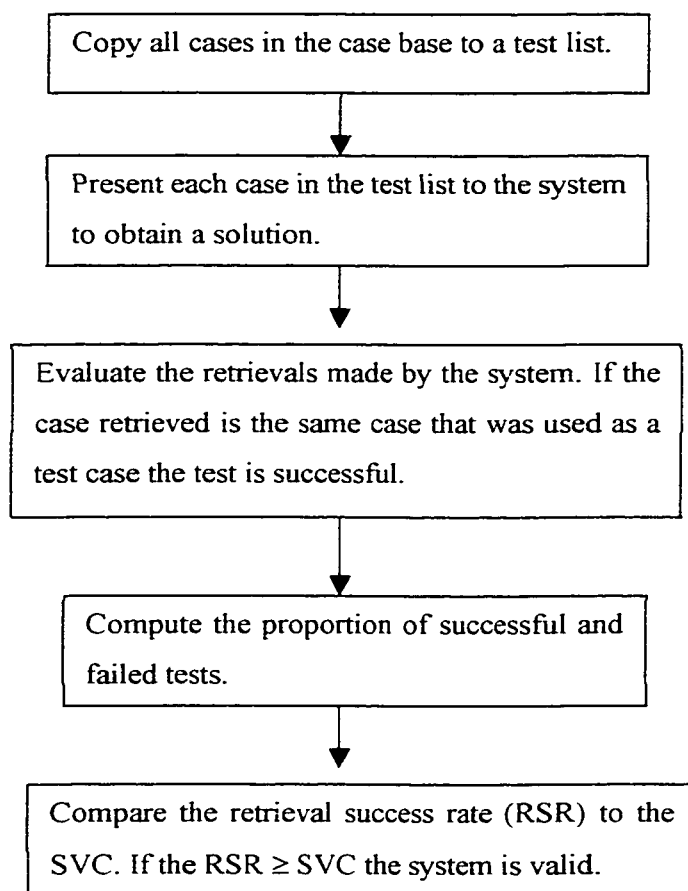 Copy all cases in the case base to a test list.
Present each case in the test list to the system
to obtain a solution.
Evaluate the retrievals made by the system. If the
case retrieved is the same case that was used as a
test case the test is successful.
Compute the proportion of successful and
failed tests.
Compare the retrieval success rate (RSR) to the
SVC. If the RSR ≥ SVC the system is valid.